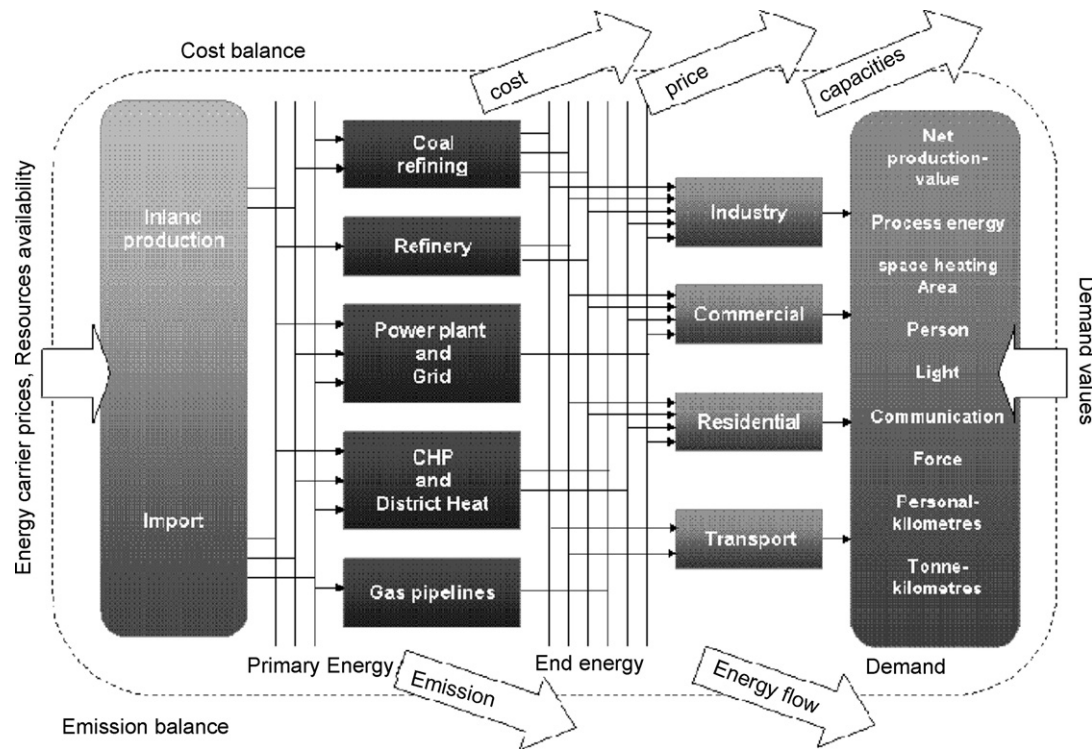 Cost balance
cost
price
capacities
Energy carrier prices, Resources availability
Inland
production
Import
Coal
refining
Refinery
Power plant
and
Grid
CHP
and
District Heat
Gas pipelines
Industry
Commercial
Residential
Transport
Net
production-
value
Process energy
space heating
Area
Person
Light
Communication
Force
Personal-
kilometres
Tonne-
kilometres
Demand values
Primary Energy
End energy
Demand
Emission
Energy flow
Emission balance